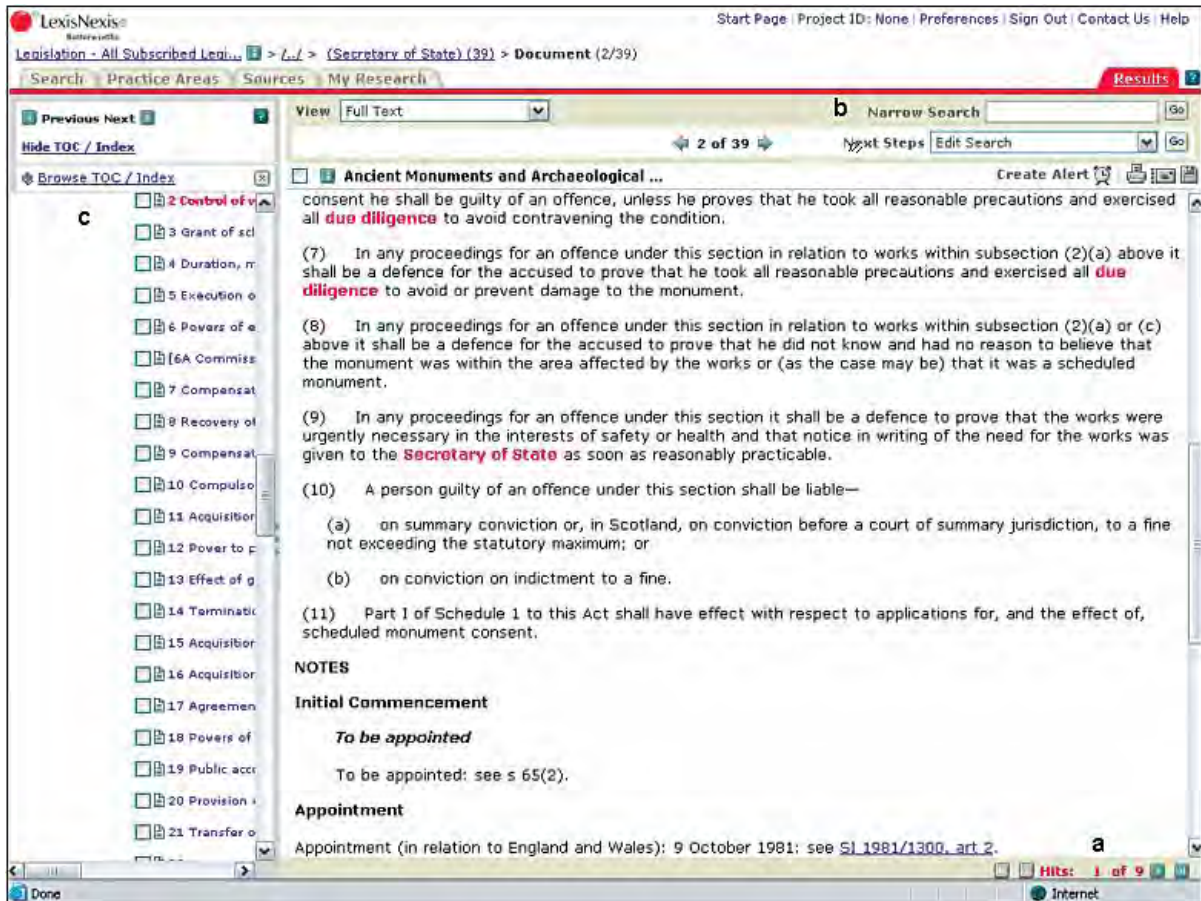 LexisNexis®
Butterworths
Start Page | Project ID: None | Preferences | Sign Out | Contact Us | Help
Legislation - All Subscribed Legi... > /../ > (Secretary of State) (39) > Document (2/39)
Search Practice Areas Sources My Research Results ?
Previous Next ?
View Full Text b Narrow Search Go
Hide TOC / Index
2 of 39 Next Steps Edit Search Go
Browse TOC / Index
Ancient Monuments and Archaeological ... Create Alert
c
2 Control of
3 Grant of scl
4 Duration, m
5 Execution o
6 Powers of e
[6A Commiss
7 Compensat
8 Recovery of
9 Compensat
10 Compulso
11 Acquisition
12 Power to p
13 Effect of g
14 Terminatio
15 Acquisition
16 Acquisition
17 Agreemen
18 Powers of
19 Public acce
20 Provision
21 Transfer o
consent he shall be guilty of an offence, unless he proves that he took all reasonable precautions and exercised
all due diligence to avoid contravening the condition.
(7) In any proceedings for an offence under this section in relation to works within subsection (2)(a) above it
shall be a defence for the accused to prove that he took all reasonable precautions and exercised all due
diligence to avoid or prevent damage to the monument.
(8) In any proceedings for an offence under this section in relation to works within subsection (2)(a) or (c)
above it shall be a defence for the accused to prove that he did not know and had no reason to believe that
the monument was within the area affected by the works or (as the case may be) that it was a scheduled
monument.
(9) In any proceedings for an offence under this section it shall be a defence to prove that the works were
urgently necessary in the interests of safety or health and that notice in writing of the need for the works was
given to the Secretary of State as soon as reasonably practicable.
(10) A person guilty of an offence under this section shall be liable—
(a) on summary conviction or, in Scotland, on conviction before a court of summary jurisdiction, to a fine
not exceeding the statutory maximum; or
(b) on conviction on indictment to a fine.
(11) Part I of Schedule 1 to this Act shall have effect with respect to applications for, and the effect of,
scheduled monument consent.
NOTES
Initial Commencement
To be appointed
To be appointed: see s 65(2).
Appointment
Appointment (in relation to England and Wales): 9 October 1981: see SI 1981/1300, art 2.
a
Hits: 1 of 9
Done Internet